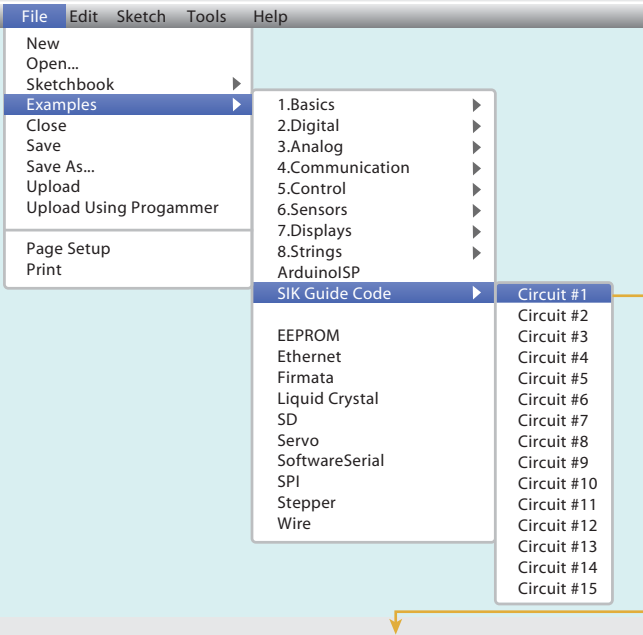 File Edit Sketch Tools Help
New
Open...
Sketchbook
Examples
Close
Save
Save As...
Upload
Upload Using Progammer
Page Setup
Print
1.Basics
2.Digital
3.Analog
4.Communication
5.Control
6.Sensors
7.Displays
8.Strings
ArduinoISP
SIK Guide Code
EEPROM
Ethernet
Firmata
Liquid Crystal
SD
Servo
SoftwareSerial
SPI
Stepper
Wire
Circuit #1
Circuit #2
Circuit #3
Circuit #4
Circuit #5
Circuit #6
Circuit #7
Circuit #8
Circuit #9
Circuit #10
Circuit #11
Circuit #12
Circuit #13
Circuit #14
Circuit #15